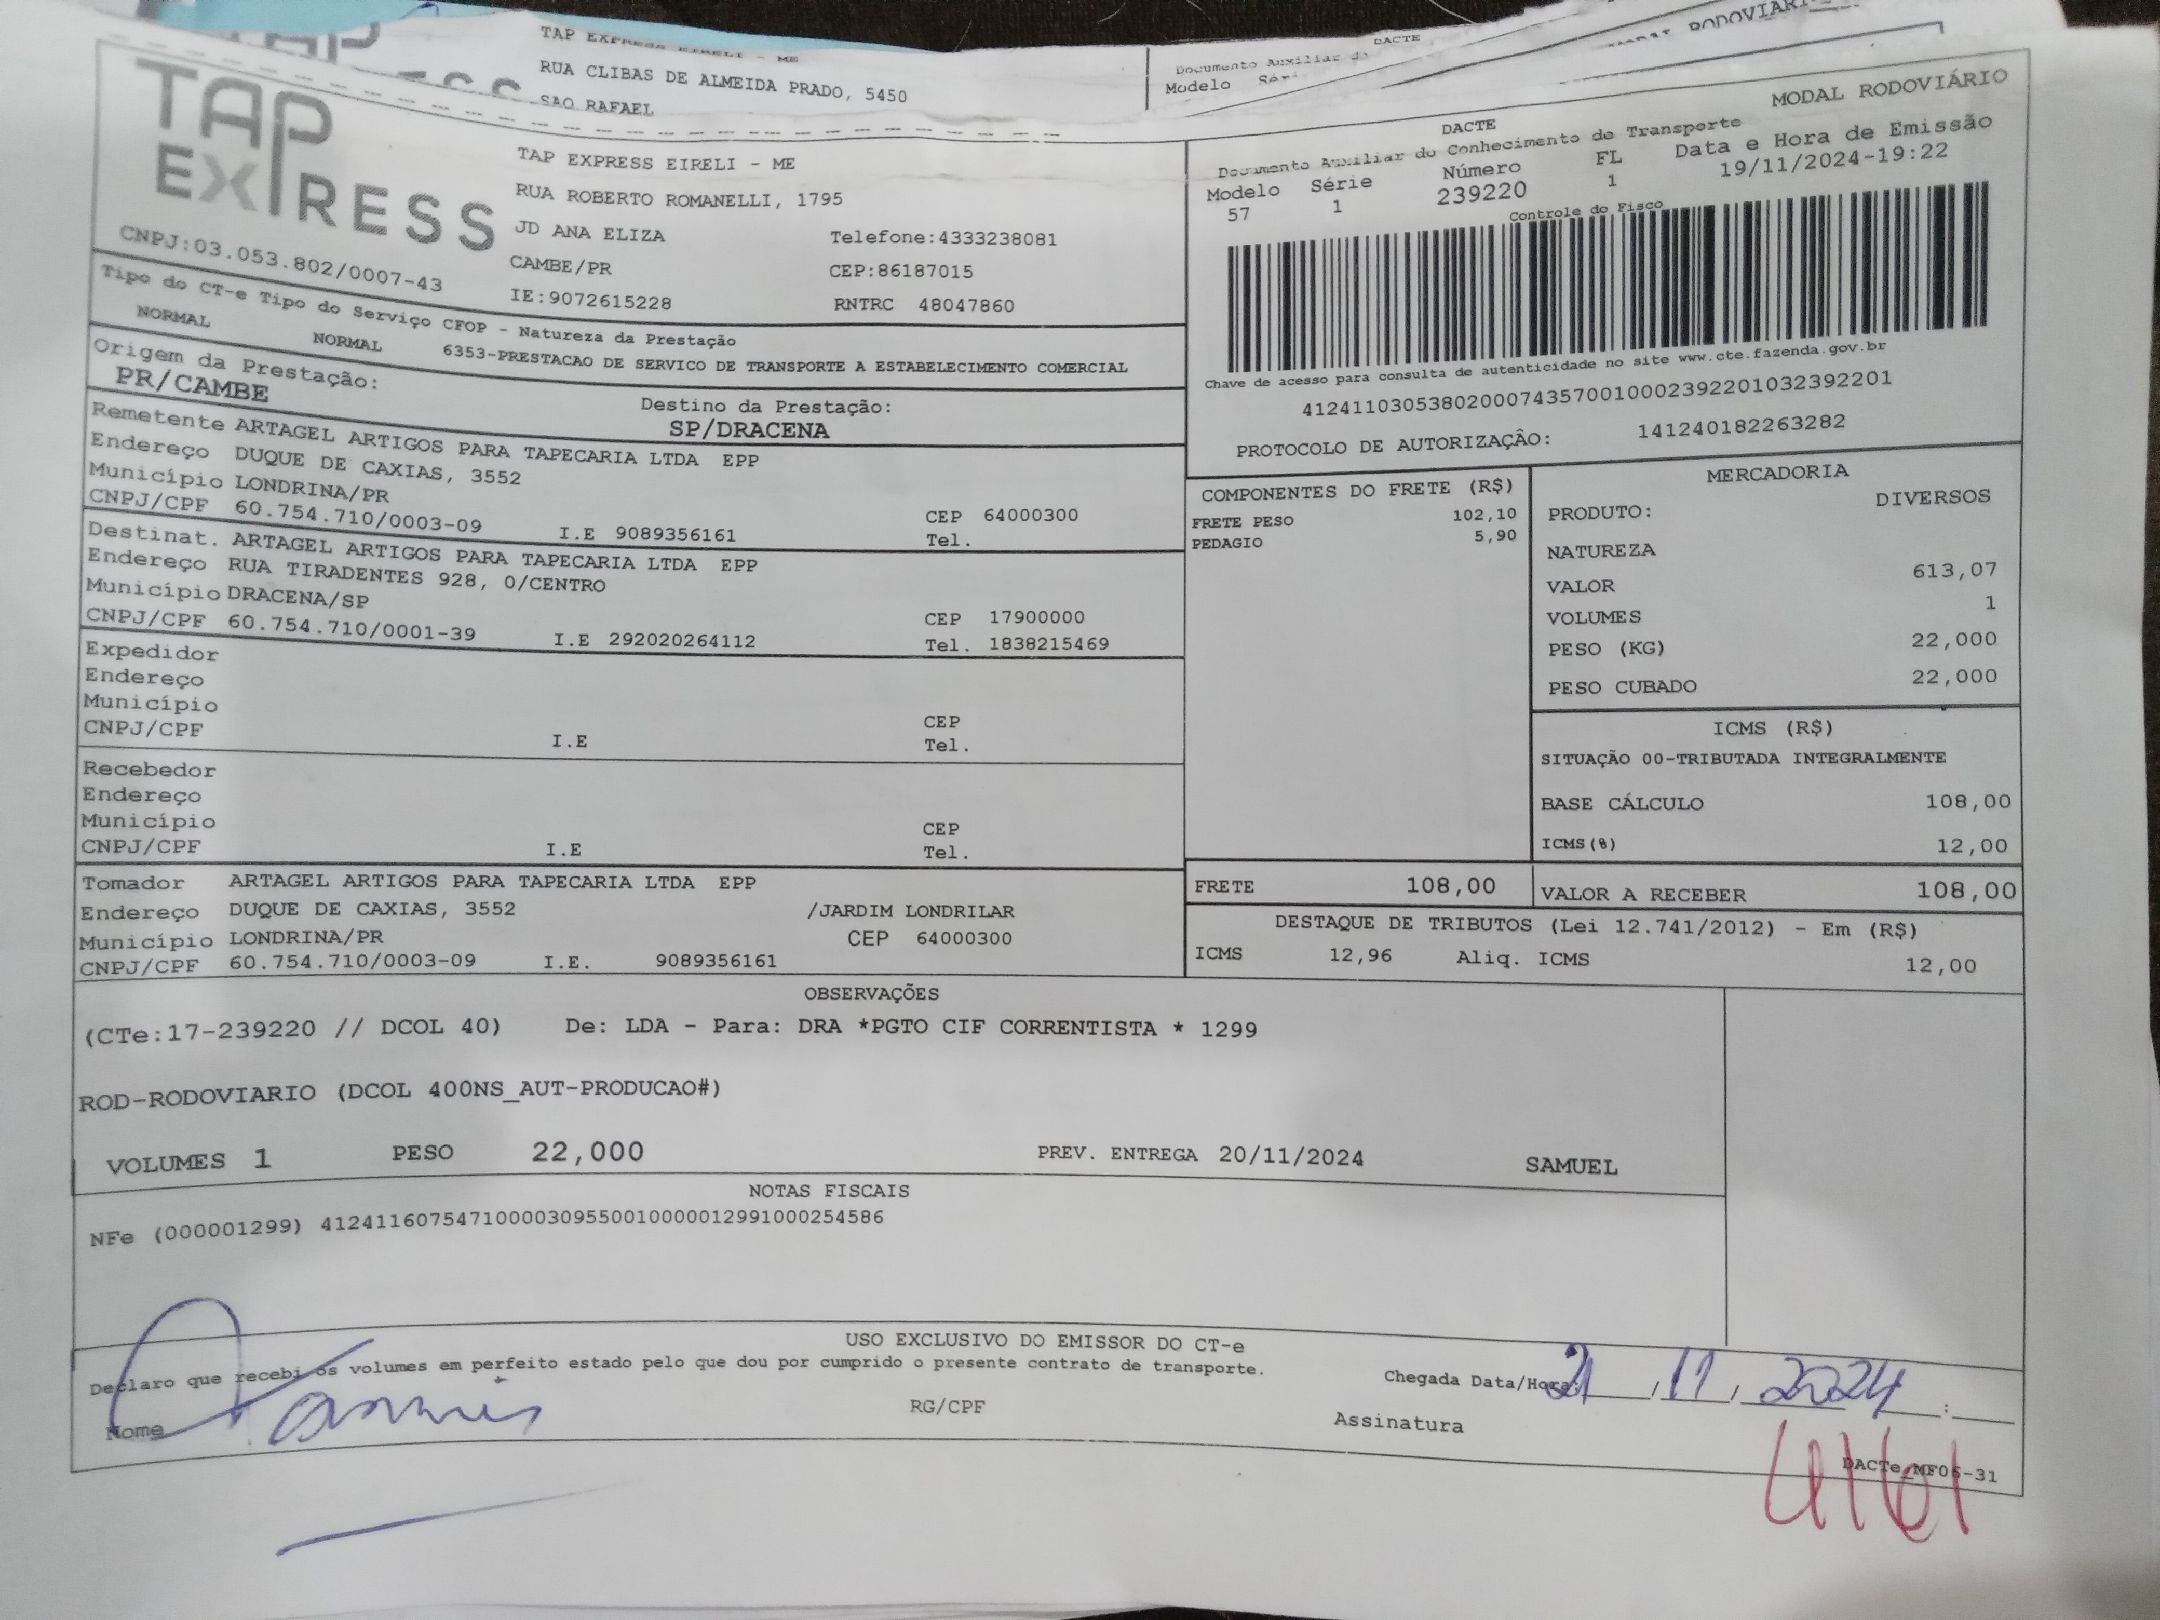 TAP EXPRESS EIRELI - ME
RUA CLIBAS DE ALMEIDA PRADO, 5450
SAO RAFAEL
DACTE
Documento Auxiliar do
Modelo
RODOVIÁRIO
TAP EXPRESS
CNPJ:03.053.802/0007-43
TAP EXPRESS EIRELI - ME
RUA ROBERTO ROMANELLI, 1795
JD ANA ELIZA Telefone:4333238081
CAMBE/PR CEP:86187015
IE:9072615228 RNTRC 48047860
MODAL RODOVIÁRIO
DACTE
Documento Auxiliar do Conhecimento de Transporte
Modelo Série Número FL Data e Hora de Emissão
57 1 239220 1 19/11/2024-19:22
Controle do Fisco
Chave de acesso para consulta de autenticidade no site www.cte.fazenda.gov.br
41241103053802000743570010002392201032392201
PROTOCOLO DE AUTORIZAÇÃO: 141240182263282
Tipo do CT-e Tipo do Serviço CFOP - Natureza da Prestação
NORMAL NORMAL 6353-PRESTACAO DE SERVICO DE TRANSPORTE A ESTABELECIMENTO COMERCIAL
Origem da Prestação: Destino da Prestação:
PR/CAMBE SP/DRACENA
Remetente ARTAGEL ARTIGOS PARA TAPECARIA LTDA EPP
Endereço DUQUE DE CAXIAS, 3552
Município LONDRINA/PR CEP 64000300
CNPJ/CPF 60.754.710/0003-09 I.E 9089356161 Tel.
Destinat. ARTAGEL ARTIGOS PARA TAPECARIA LTDA EPP
Endereço RUA TIRADENTES 928, 0/CENTRO
Município DRACENA/SP CEP 17900000
CNPJ/CPF 60.754.710/0001-39 I.E 292020264112 Tel. 1838215469
Expedidor
Endereço
Município CEP
CNPJ/CPF I.E Tel.
Recebedor
Endereço
Município CEP
CNPJ/CPF I.E Tel.
Tomador ARTAGEL ARTIGOS PARA TAPECARIA LTDA EPP
Endereço DUQUE DE CAXIAS, 3552 /JARDIM LONDRILAR
Município LONDRINA/PR CEP 64000300
CNPJ/CPF 60.754.710/0003-09 I.E. 9089356161
COMPONENTES DO FRETE (R$)
FRETE PESO 102,10
PEDAGIO 5,90
MERCADORIA
PRODUTO: DIVERSOS
NATUREZA
VALOR 613,07
VOLUMES 1
PESO (KG) 22,000
PESO CUBADO 22,000
ICMS (R$)
SITUAÇÃO 00-TRIBUTADA INTEGRALMENTE
BASE CÁLCULO 108,00
ICMS(%) 12,00
FRETE 108,00 VALOR A RECEBER 108,00
DESTAQUE DE TRIBUTOS (Lei 12.741/2012) - Em (R$)
ICMS 12,96 Aliq. ICMS 12,00
OBSERVAÇÕES
(CTe:17-239220 // DCOL 40) De: LDA - Para: DRA *PGTO CIF CORRENTISTA * 1299
ROD-RODOVIARIO (DCOL 400NS_AUT-PRODUCAO#)
VOLUMES 1 PESO 22,000 PREV. ENTREGA 20/11/2024 SAMUEL
NOTAS FISCAIS
NFe (000001299) 41241160754710000309550010000012991000254586
USO EXCLUSIVO DO EMISSOR DO CT-e
Declaro que recebi os volumes em perfeito estado pelo que dou por cumprido o presente contrato de transporte.
Chegada Data/Hora: 21,11,2024 :
Nome RG/CPF Assinatura
DACTe_MF06-31